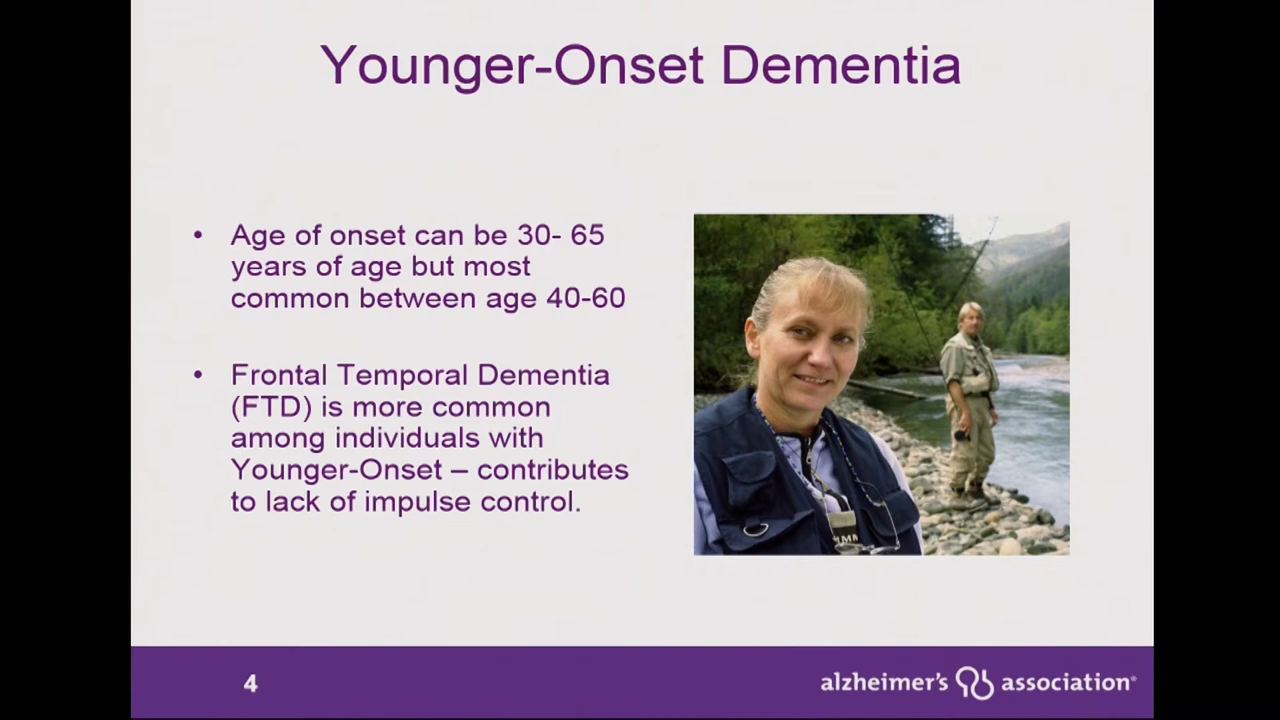 Younger-Onset Dementia
• Age of onset can be 30- 65
years of age but most
common between age 40-60
• Frontal Temporal Dementia
(FTD) is more common
among individuals with
Younger-Onset – contributes
to lack of impulse control.
4
alzheimer's association®